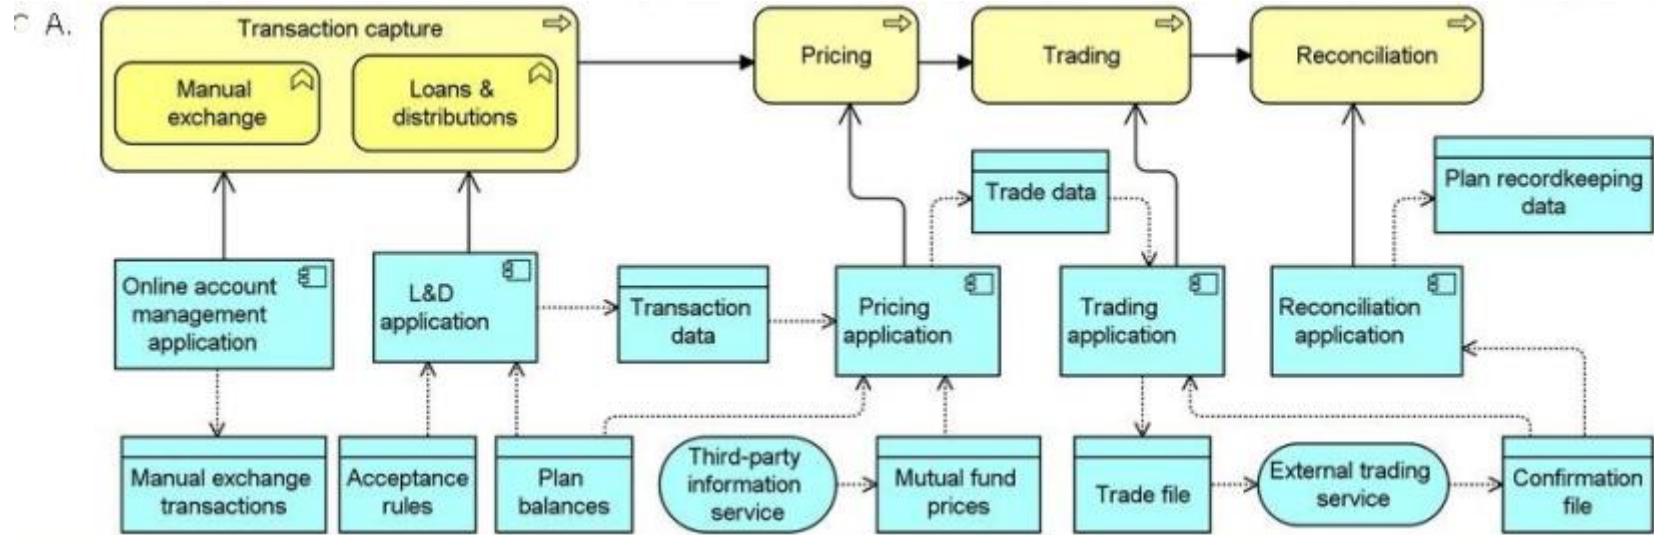 C A.
Transaction capture
Manual
exchange
Loans &
distributions
Pricing
Trading
Reconciliation
Trade data
Plan recordkeeping
data
Online account
management
application
L&D
application
Transaction
data
Pricing
application
Trading
application
Reconciliation
application
Manual exchange
transactions
Acceptance
rules
Plan
balances
Third-party
information
service
Mutual fund
prices
Trade file
External trading
service
Confirmation
file